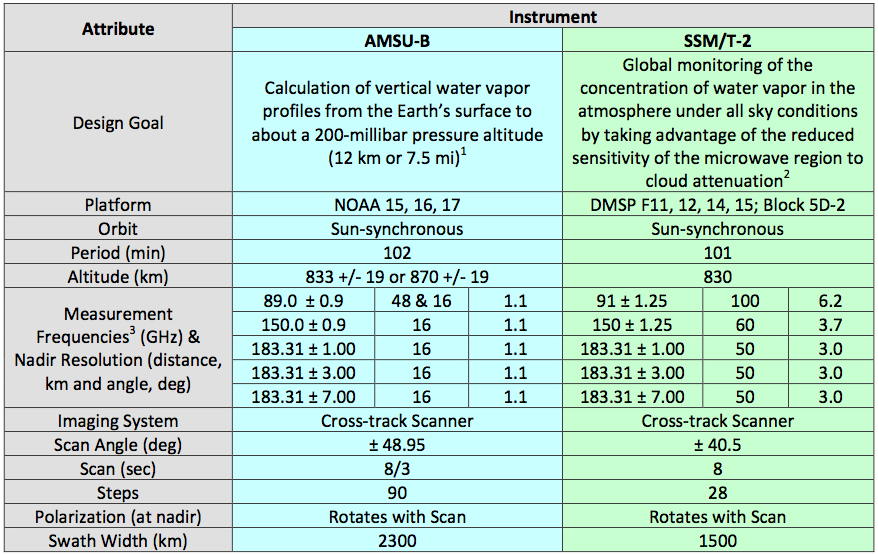 Attribute
Instrument
AMSU-B
SSM/T-2
Design Goal
Calculation of vertical water vapor
profiles from the Earth’s surface to
about a 200-millibar pressure altitude
(12 km or 7.5 mi)1
Global monitoring of the
concentration of water vapor in the
atmosphere under all sky conditions
by taking advantage of the reduced
sensitivity of the microwave region to
cloud attenuation2
Platform NOAA 15, 16, 17 DMSP F11, 12, 14, 15; Block 5D-2
Orbit Sun-synchronous Sun-synchronous
Period (min) 102 101
Altitude (km) 833 +/- 19 or 870 +/- 19 830
Measurement
Frequencies3 (GHz) &
Nadir Resolution (distance,
km and angle, deg)
89.0 ± 0.9 48 & 16 1.1 91 ± 1.25 100 6.2
150.0 ± 0.9 16 1.1 150 ± 1.25 60 3.7
183.31 ± 1.00 16 1.1 183.31 ± 1.00 50 3.0
183.31 ± 3.00 16 1.1 183.31 ± 3.00 50 3.0
183.31 ± 7.00 16 1.1 183.31 ± 7.00 50 3.0
Imaging System Cross-track Scanner Cross-track Scanner
Scan Angle (deg) ± 48.95 ± 40.5
Scan (sec) 8/3 8
Steps 90 28
Polarization (at nadir) Rotates with Scan Rotates with Scan
Swath Width (km) 2300 1500